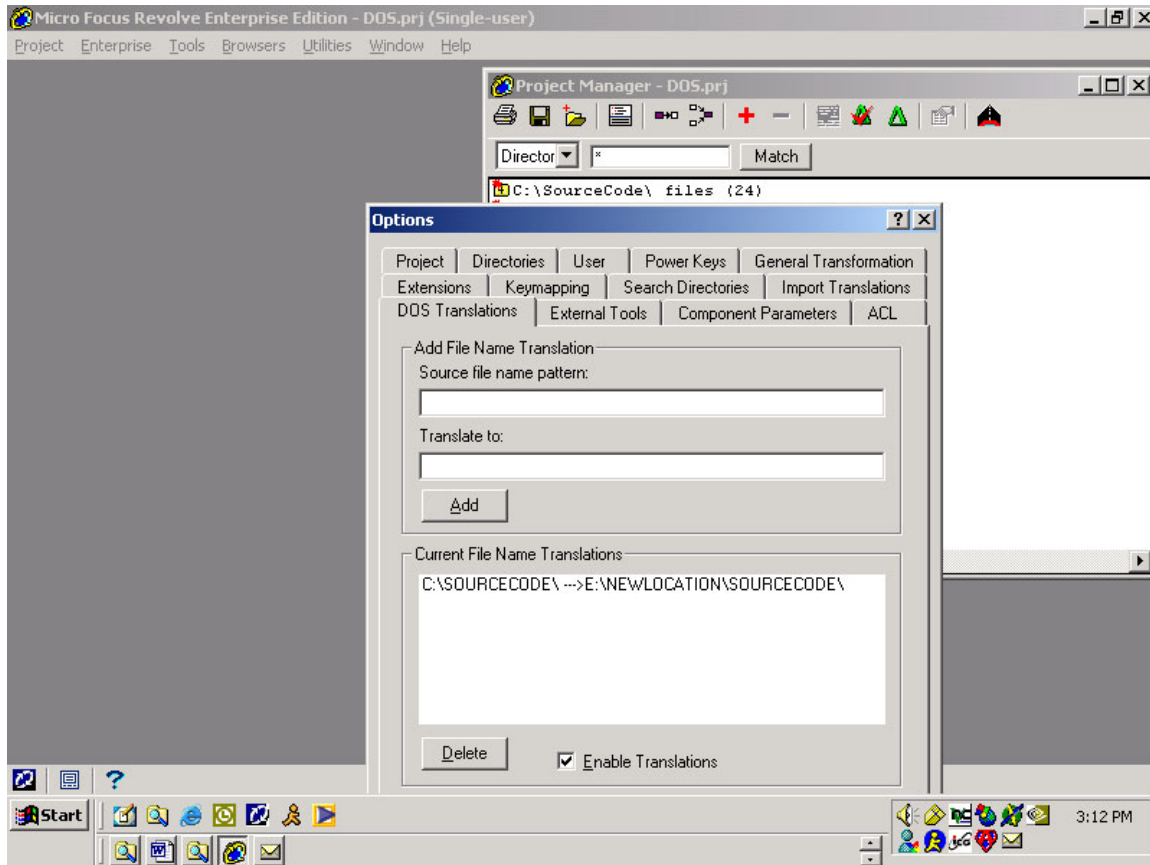 Micro Focus Revolve Enterprise Edition - DOS.prj (Single-user)
Project Enterprise Tools Browsers Utilities Window Help
Project Manager - DOS.prj
Director * Match
C:\SourceCode\ files (24)
Options
Project Directories User Power Keys General Transformation
Extensions Keymapping Search Directories Import Translations
DOS Translations External Tools Component Parameters ACL
Add File Name Translation
Source file name pattern:
Translate to:
Add
Current File Name Translations
C:\SOURCECODE\ --->E:\NEWLOCATION\SOURCECODE\
Delete Enable Translations
Start 3:12 PM